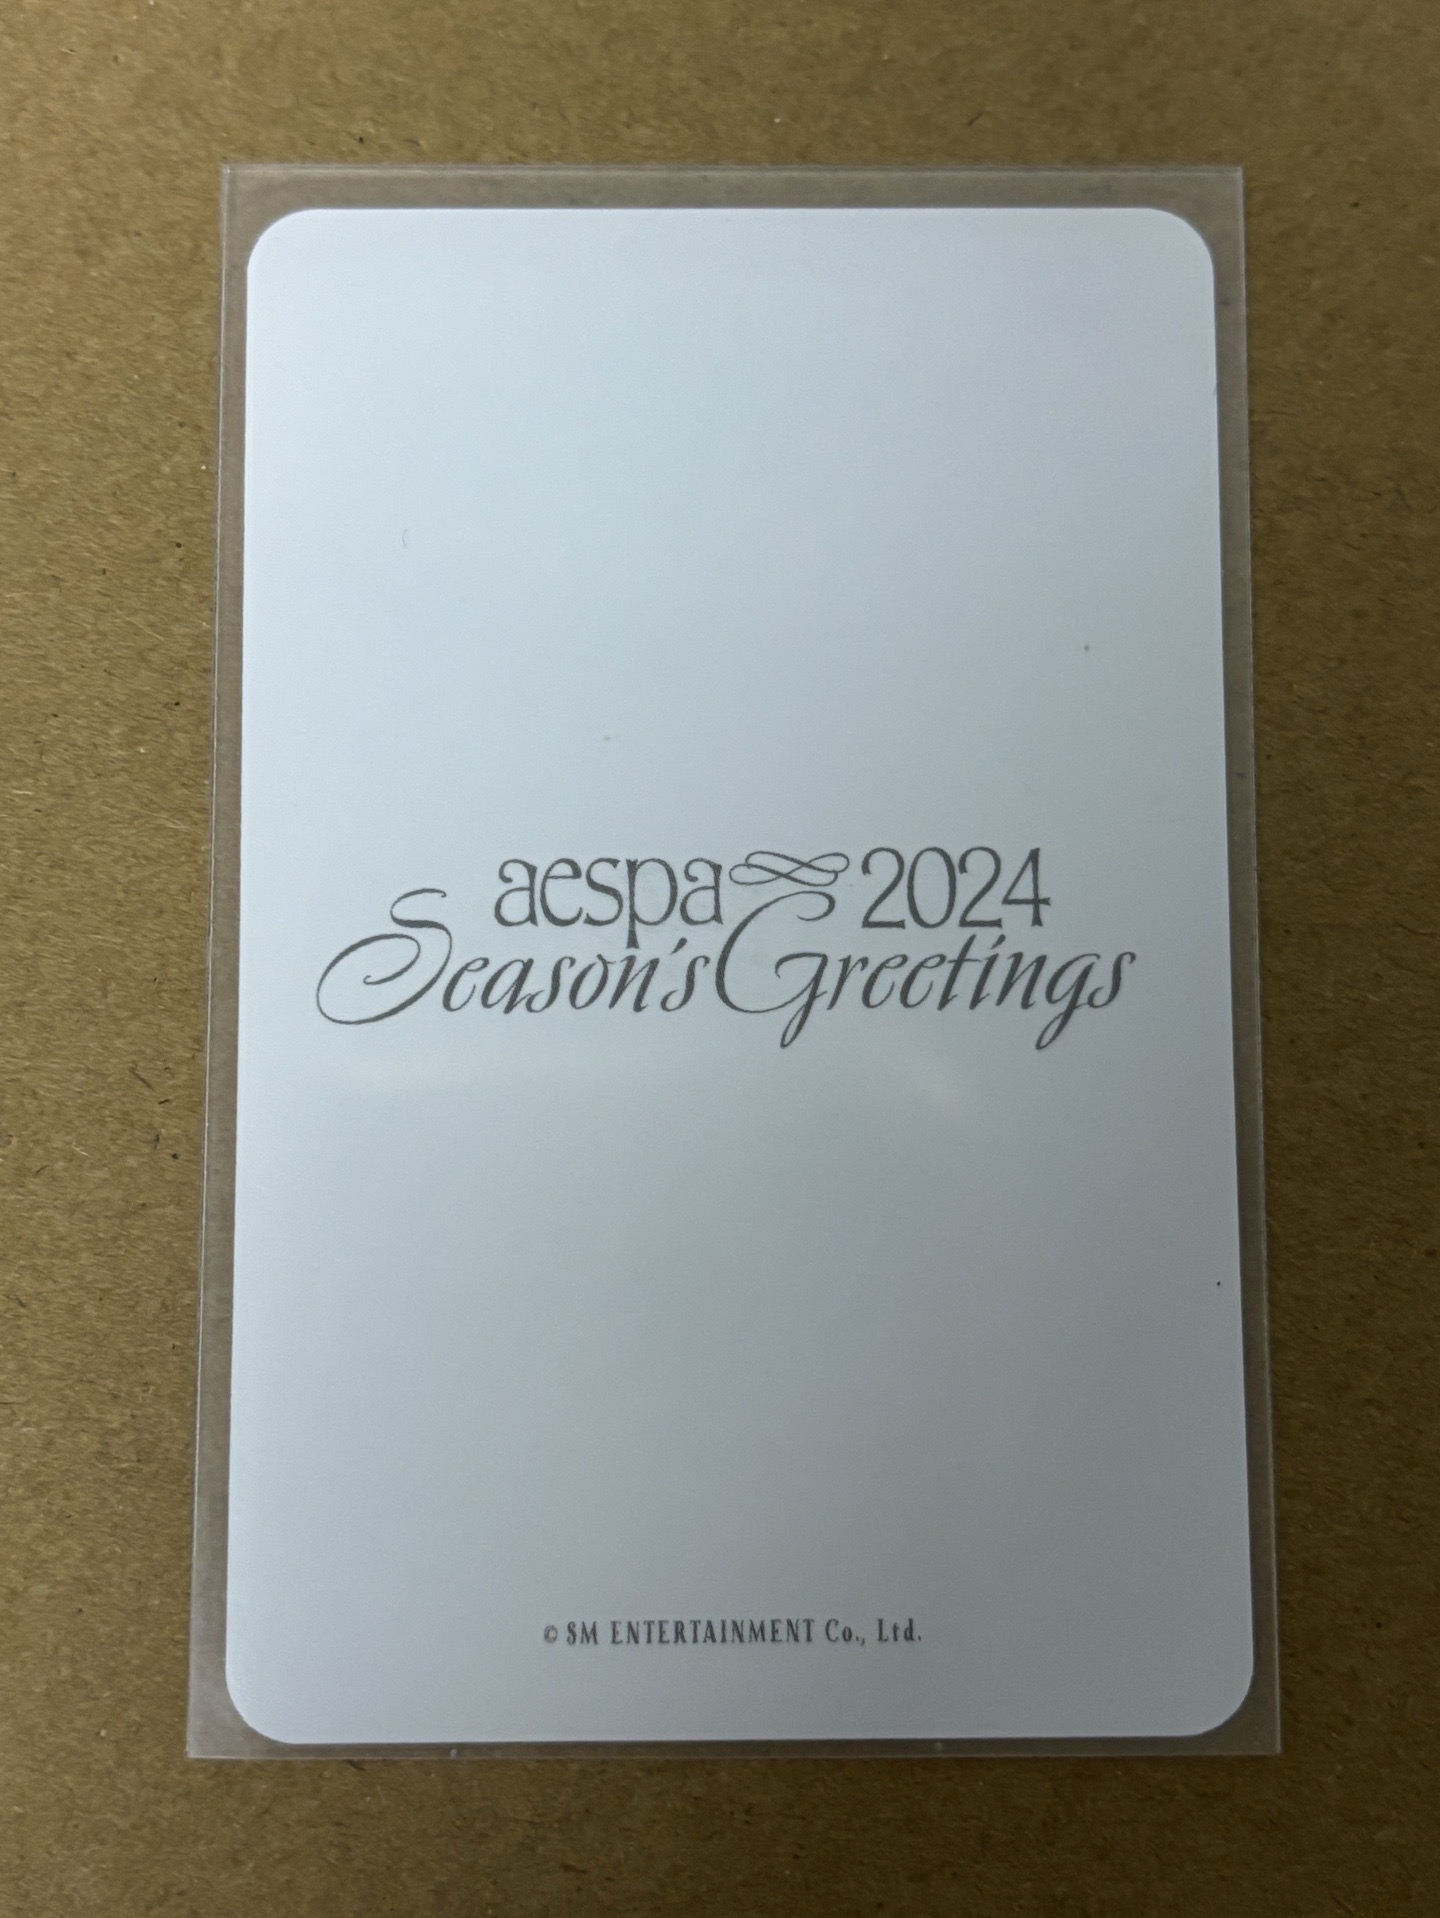 aespa 2024
Season's Greetings
© SM ENTERTAINMENT Co., Ltd.